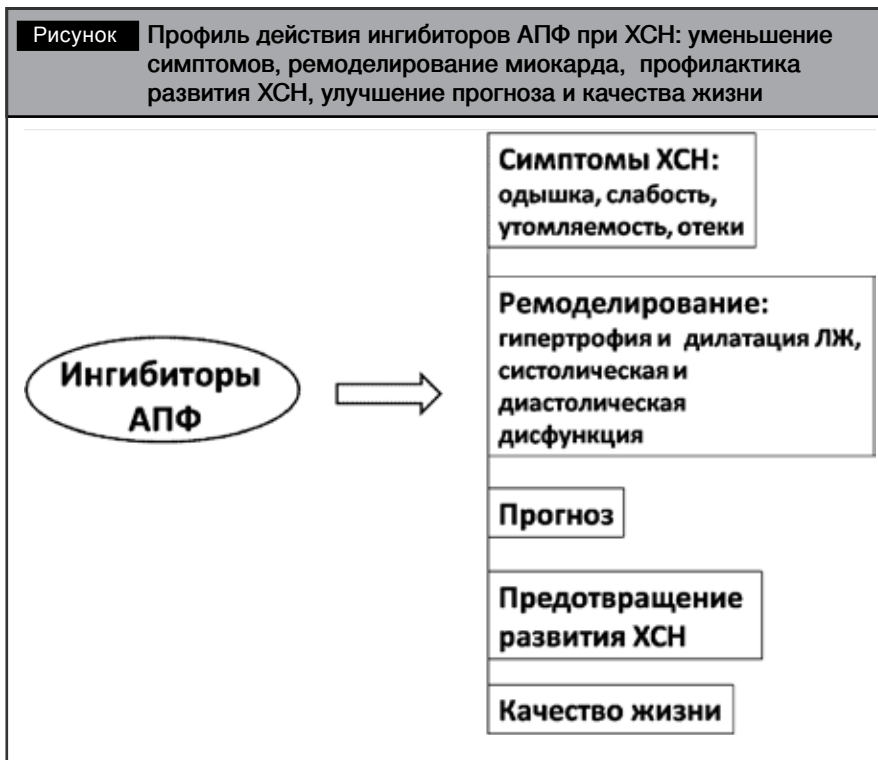 Рисунок Профиль действия ингибиторов АПФ при ХСН: уменьшение
симптомов, ремоделирование миокарда, профилактика
развития ХСН, улучшение прогноза и качества жизни
Ингибиторы
АПФ
Симптомы ХСН:
одышка, слабость,
утомляемость, отеки
Ремоделирование:
гипертрофия и дилатация ЛЖ,
систолическая и
диастолическая
дисфункция
Прогноз
Предотвращение
развития ХСН
Качество жизни